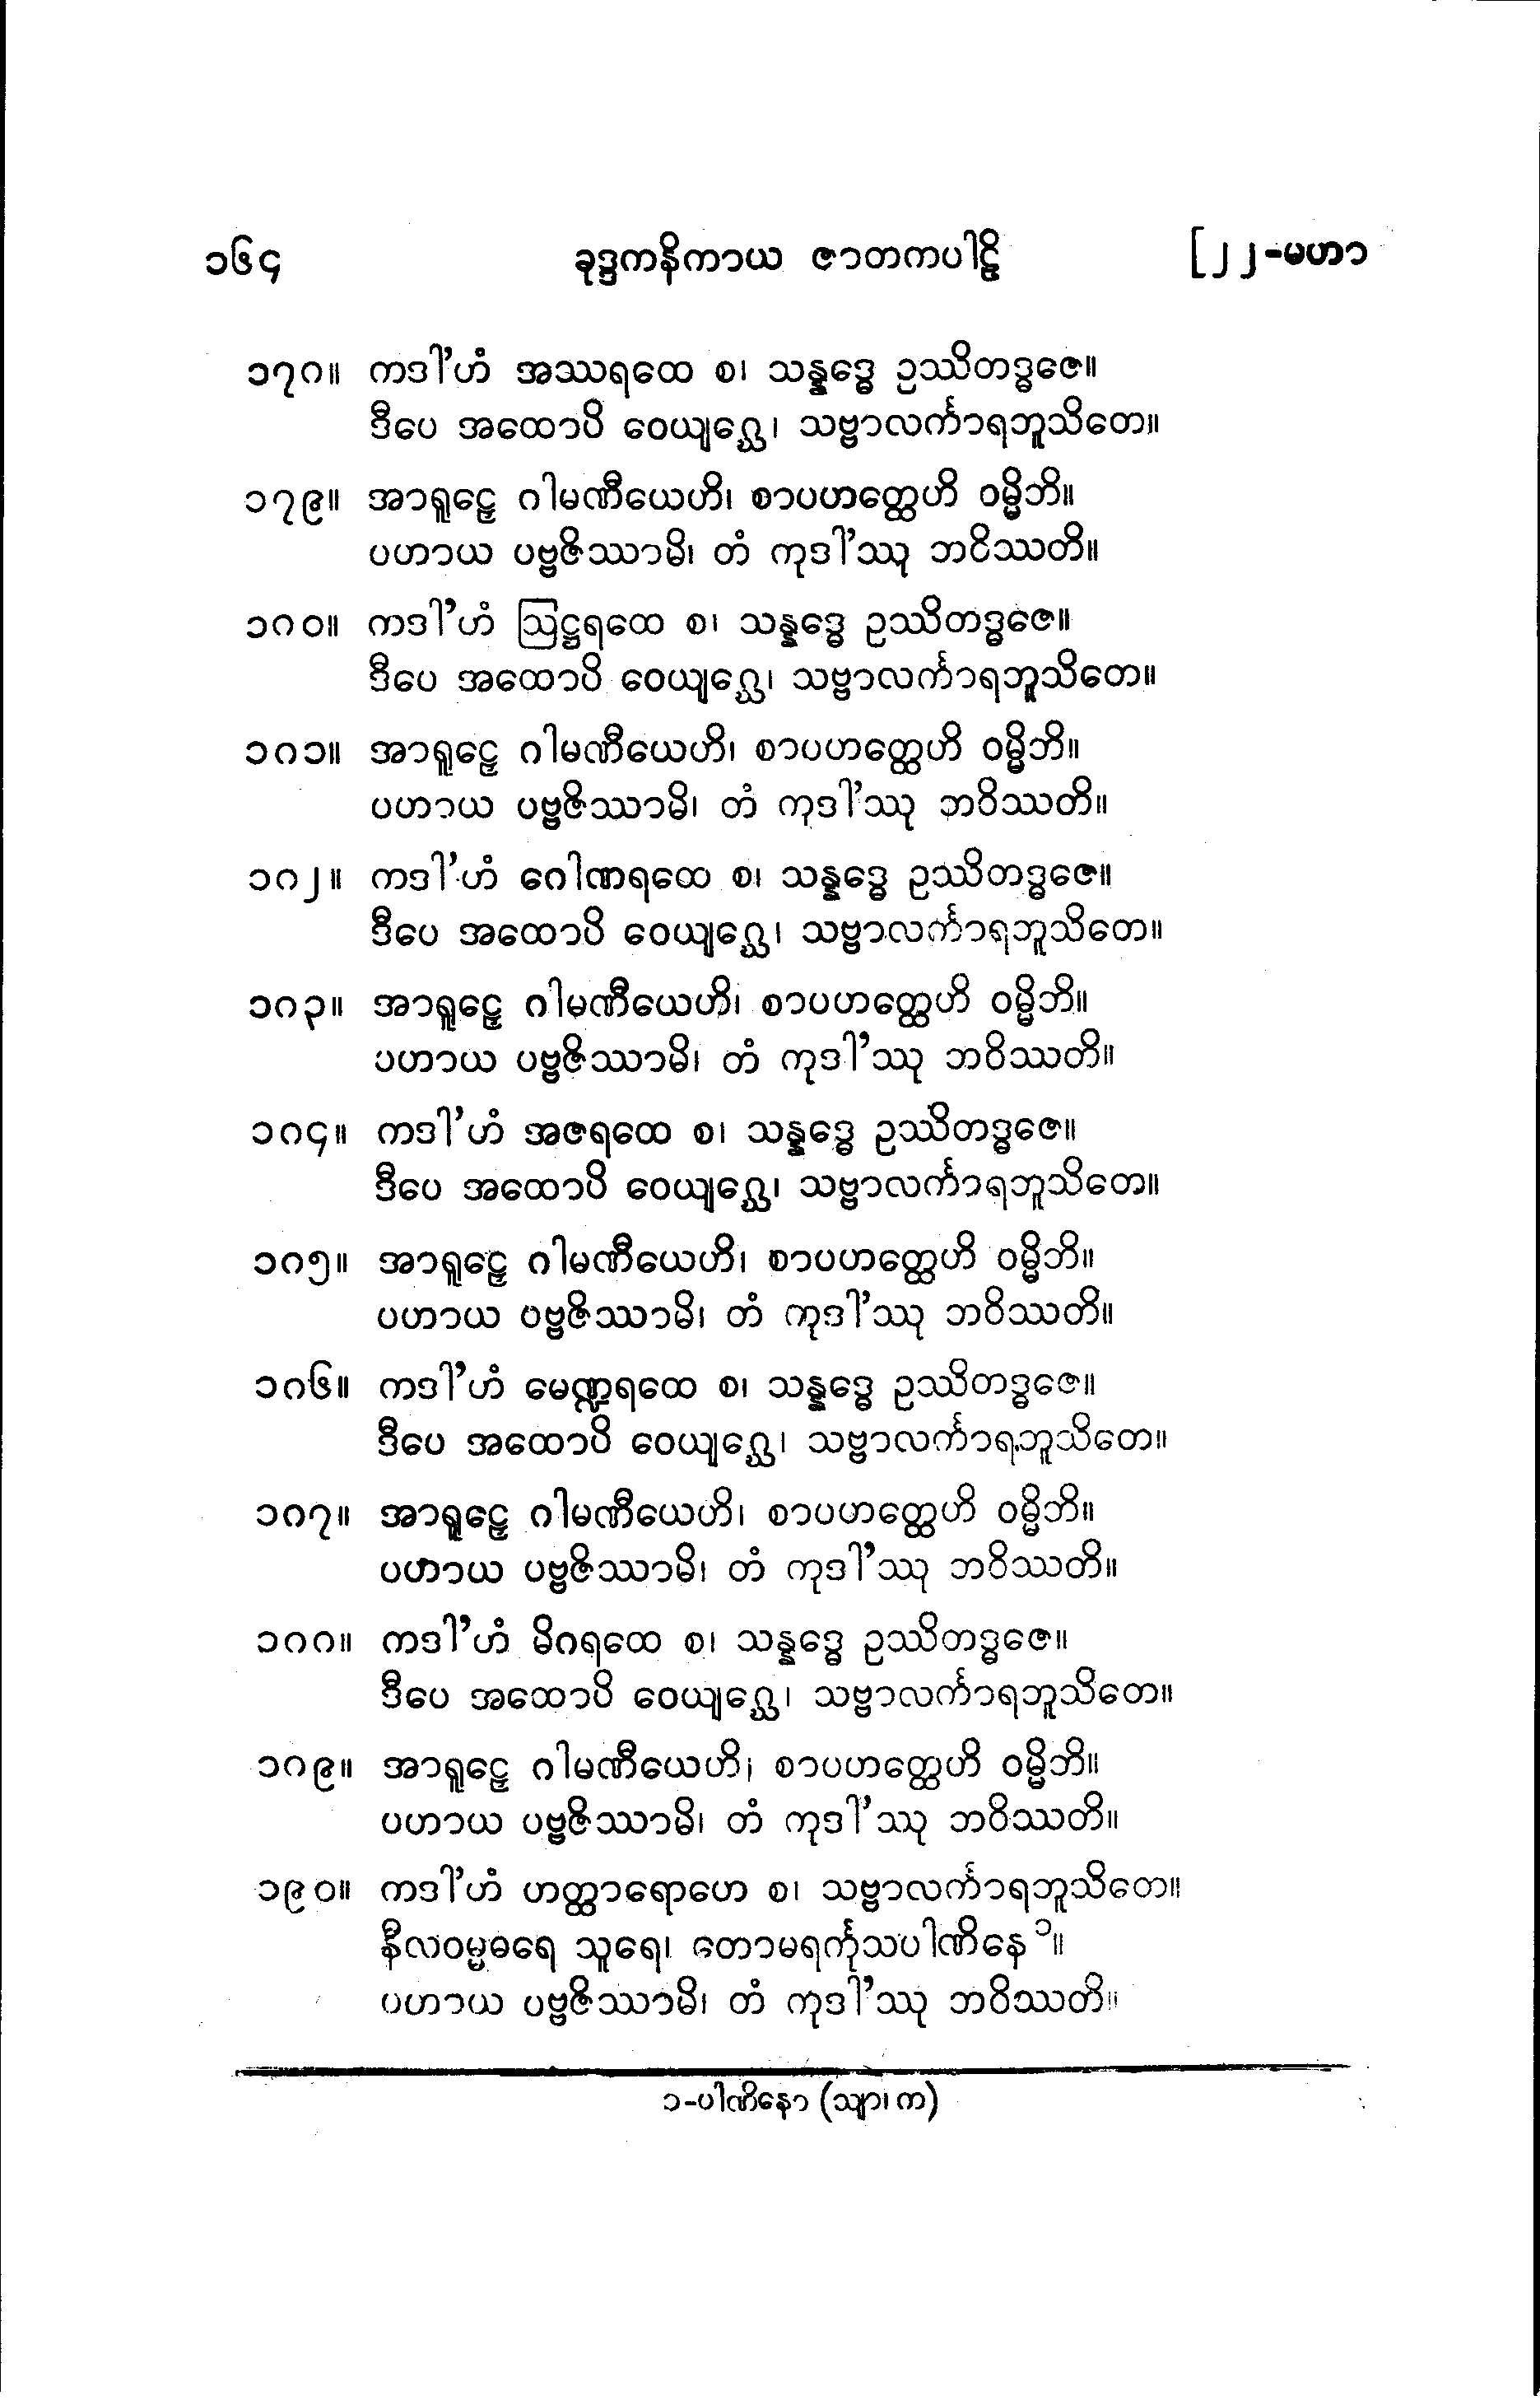 ၁၆၄ ခုဒ္ဒကနိကာယ ဇာတကပါဠိ [၂၂-မဟာ
၁၇၈။ ကဒါ’ဟံ အဿရထေ စ၊ သန္နဒ္ဓေ ဥဿိတဒ္ဓဇေ။
ဒီပေ အထောပိ ဝေယျဂ္ဃေ၊ သဗ္ဗာလင်္ကာရဘူသိတေ။
၁၇၉။ အာရူဠှေ ဂါမဏီယေဟိ၊ စာပဟတ္ထေဟိ ဝမ္မိဘိ။
ပဟာယ ပဗ္ဗဇိဿာမိ၊ တံ ကုဒါ’ဿု ဘဝိဿတိ။
၁၈၀။ ကဒါ’ဟံ ဩဋ္ဌရထေ စ၊ သန္နဒ္ဓေ ဥဿိတဒ္ဓဇေ။
ဒီပေ အထောပိ ဝေယျဂ္ဃေ၊ သဗ္ဗာလင်္ကာရဘူသိတေ။
၁၈၁။ အာရူဠှေ ဂါမဏီယေဟိ၊ စာပဟတ္ထေဟိ ဝမ္မိဘိ။
ပဟာယ ပဗ္ဗဇိဿာမိ၊ တံ ကုဒါ’ဿု ဘဝိဿတိ။
၁၈၂။ ကဒါ’ဟံ ဂေါဏရထေ စ၊ သန္နဒ္ဓေ ဥဿိတဒ္ဓဇေ။
ဒီပေ အထောပိ ဝေယျဂ္ဃေ၊ သဗ္ဗာလင်္ကာရဘူသိတေ။
၁၈၃။ အာရူဠှေ ဂါမဏီယေဟိ၊ စာပဟတ္ထေဟိ ဝမ္မိဘိ။
ပဟာယ ပဗ္ဗဇိဿာမိ၊ တံ ကုဒါ’ဿု ဘဝိဿတိ။
၁၈၄။ ကဒါ’ဟံ အဇရထေ စ၊ သန္နဒ္ဓေ ဥဿိတဒ္ဓဇေ။
ဒီပေ အထောပိ ဝေယျဂ္ဃေ၊ သဗ္ဗာလင်္ကာရဘူသိတေ။
၁၈၅။ အာရူဠှေ ဂါမဏီယေဟိ၊ စာပဟတ္ထေဟိ ဝမ္မိဘိ။
ပဟာယ ပဗ္ဗဇိဿာမိ၊ တံ ကုဒါ’ဿု ဘဝိဿတိ။
၁၈၆။ ကဒါ’ဟံ မေဏ္ဍရထေ စ၊ သန္နဒ္ဓေ ဥဿိတဒ္ဓဇေ။
ဒီပေ အထောပိ ဝေယျဂ္ဃေ၊ သဗ္ဗာလင်္ကာရဘူသိတေ။
၁၈၇။ အာရူဠှေ ဂါမဏီယေဟိ၊ စာပဟတ္ထေဟိ ဝမ္မိဘိ။
ပဟာယ ပဗ္ဗဇိဿာမိ၊ တံ ကုဒါ’ဿု ဘဝိဿတိ။
၁၈၈။ ကဒါ’ဟံ မိဂရထေ စ၊ သန္နဒ္ဓေ ဥဿိတဒ္ဓဇေ။
ဒီပေ အထောပိ ဝေယျဂ္ဃေ၊ သဗ္ဗာလင်္ကာရဘူသိတေ။
၁၈၉။ အာရူဠှေ ဂါမဏီယေဟိ၊ စာပဟတ္ထေဟိ ဝမ္မိဘိ။
ပဟာယ ပဗ္ဗဇိဿာမိ၊ တံ ကုဒါ’ဿု ဘဝိဿတိ။
၁၉၀။ ကဒါ’ဟံ ဟတ္ထာရောဟေ စ၊ သဗ္ဗာလင်္ကာရဘူသိတေ။
နီလဝမ္မဓရေ သူရေ၊ တောမရင်္ကုသပါဏိနေ ၁။
ပဟာယ ပဗ္ဗဇိဿာမိ၊ တံ ကုဒါ’ဿု ဘဝိဿတိ။
၁-ပါဏိနော (သျာ၊ က)